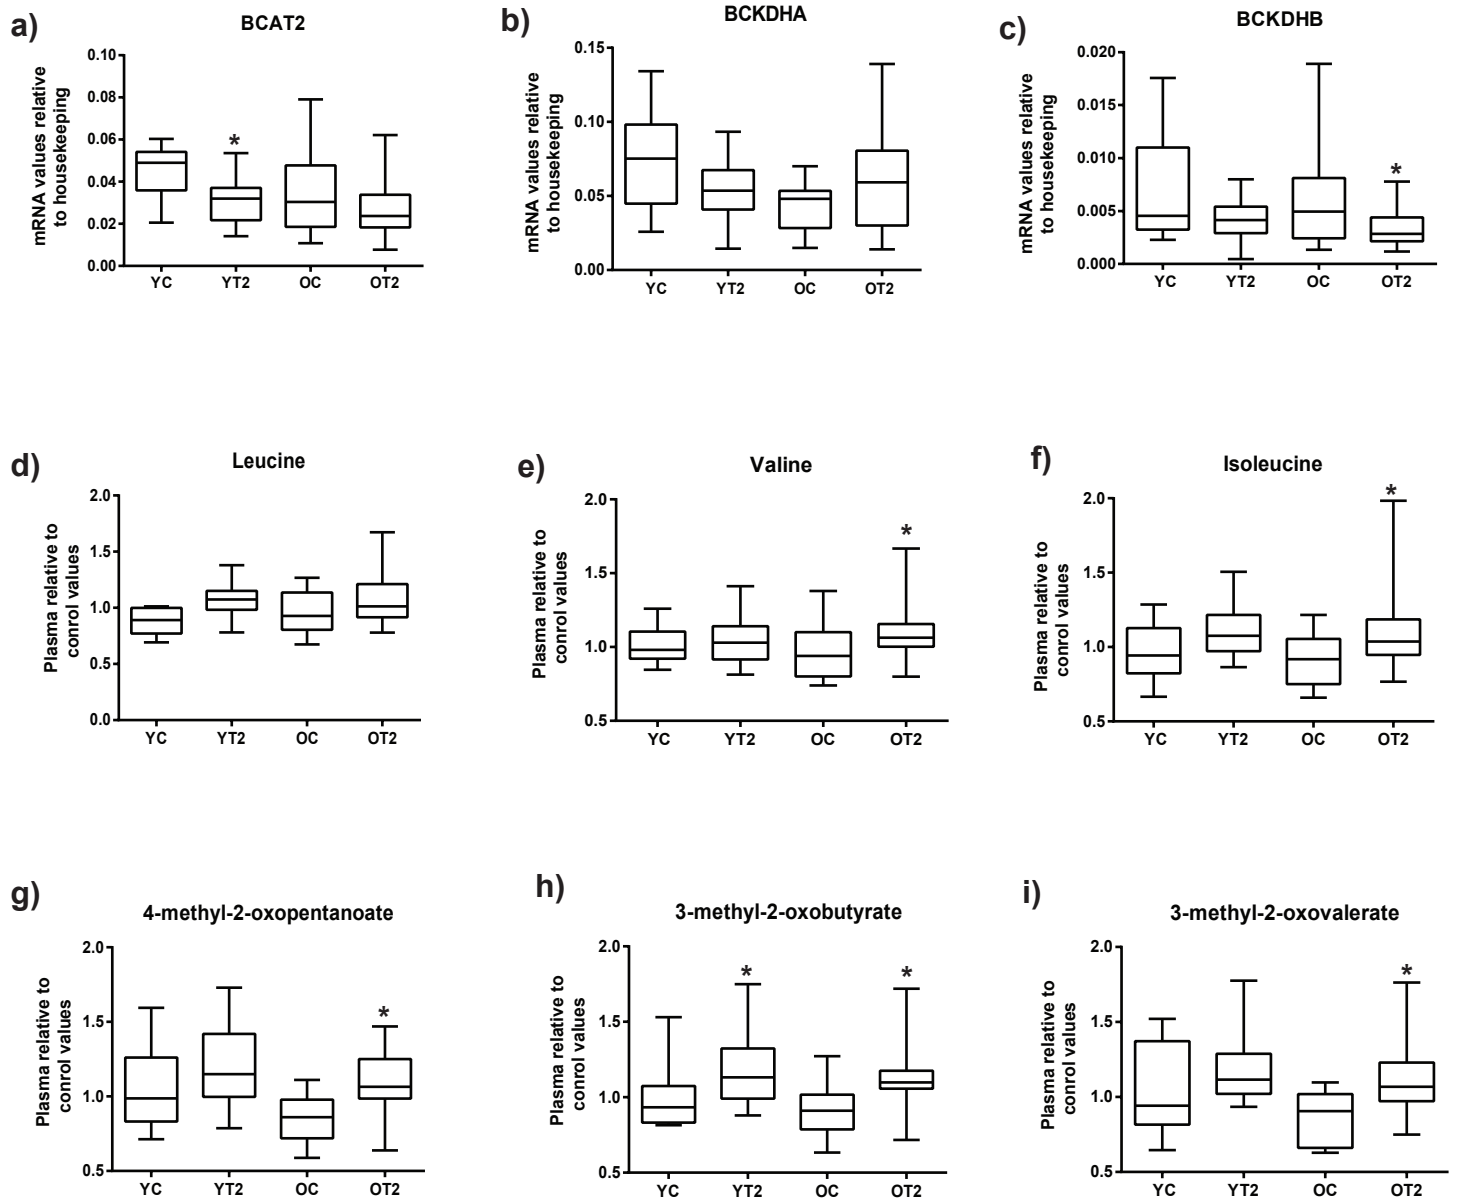 a)
BCAT2
mRNA values relative
to housekeeping
0.10
0.08
0.06
0.04
0.02
0.00
*
YC YT2 OC OT2
b)
BCKDHA
mRNA values relative
to housekeeping
0.15
0.10
0.05
0.00
YC YT2 OC OT2
c)
BCKDHB
mRNA values relative
to housekeeping
0.020
0.015
0.010
0.005
0.000
*
YC YT2 OC OT2
d)
Leucine
Plasma relative to
conrol values
2.0
1.5
1.0
0.5
0.0
YC YT2 OC OT2
e)
Valine
Plasma relative to
conrol values
2.0
1.5
1.0
0.5
*
YC YT2 OC OT2
f)
Isoleucine
Plasma relative to
conrol values
2.0
1.5
1.0
0.5
*
YC YT2 OC OT2
g)
4-methyl-2-oxopentanoate
Plasma relative to
conrol values
2.0
1.5
1.0
0.5
*
YC YT2 OC OT2
h)
3-methyl-2-oxobutyrate
Plasma relative to
conrol values
2.0
1.5
1.0
0.5
* *
YC YT2 OC OT2
i)
3-methyl-2-oxovalerate
Plasma relative to
conrol values
2.0
1.5
1.0
0.5
*
YC YT2 OC OT2